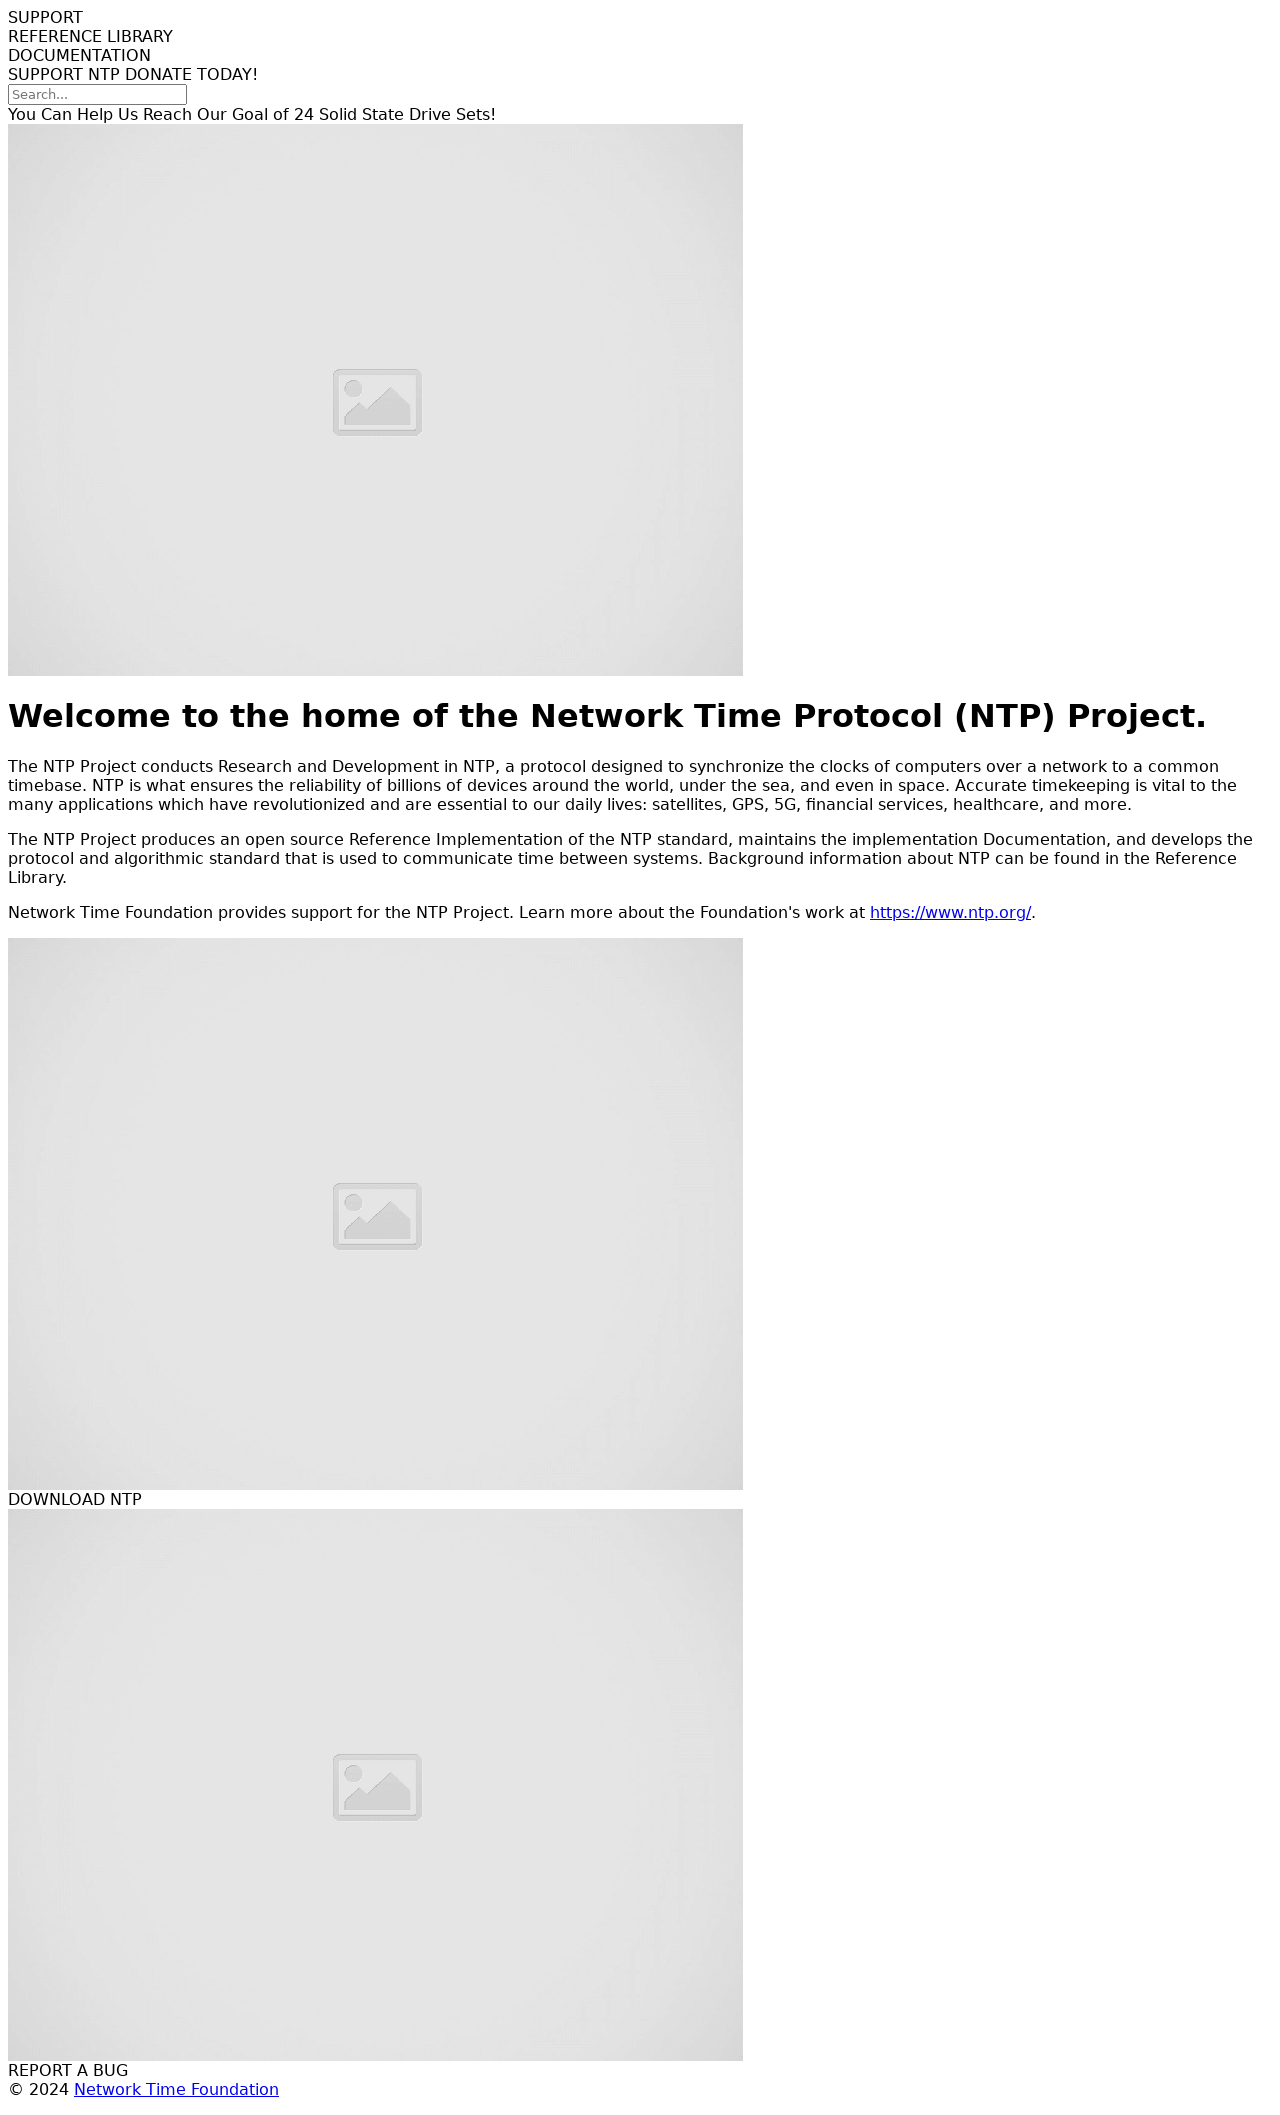 SUPPORT
REFERENCE LIBRARY
DOCUMENTATION
SUPPORT NTP DONATE TODAY!
Search...
You Can Help Us Reach Our Goal of 24 Solid State Drive Sets!
Welcome to the home of the Network Time Protocol (NTP) Project.
The NTP Project conducts Research and Development in NTP, a protocol designed to synchronize the clocks of computers over a network to a common
timebase. NTP is what ensures the reliability of billions of devices around the world, under the sea, and even in space. Accurate timekeeping is vital to the
many applications which have revolutionized and are essential to our daily lives: satellites, GPS, 5G, financial services, healthcare, and more.
The NTP Project produces an open source Reference Implementation of the NTP standard, maintains the implementation Documentation, and develops the
protocol and algorithmic standard that is used to communicate time between systems. Background information about NTP can be found in the Reference
Library.
Network Time Foundation provides support for the NTP Project. Learn more about the Foundation's work at https://www.ntp.org/.
DOWNLOAD NTP
REPORT A BUG
© 2024 Network Time Foundation